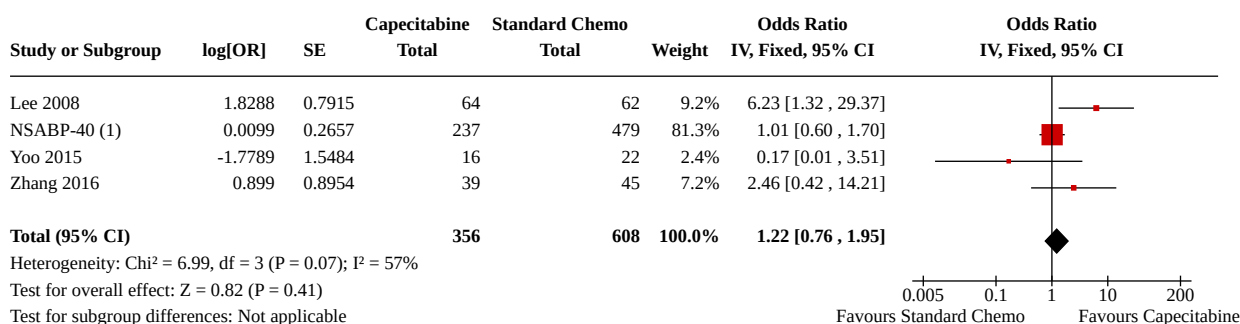 Capecitabine Standard Chemo Odds Ratio Odds Ratio
Study or Subgroup log[OR] SE Total Total Weight IV, Fixed, 95% CI IV, Fixed, 95% CI
Lee 2008 1.8288 0.7915 64 62 9.2% 6.23 [1.32 , 29.37]
NSABP-40 (1) 0.0099 0.2657 237 479 81.3% 1.01 [0.60 , 1.70]
Yoo 2015 -1.7789 1.5484 16 22 2.4% 0.17 [0.01 , 3.51]
Zhang 2016 0.899 0.8954 39 45 7.2% 2.46 [0.42 , 14.21]
Total (95% CI) 356 608 100.0% 1.22 [0.76 , 1.95]
Heterogeneity: Chi² = 6.99, df = 3 (P = 0.07); I² = 57%
Test for overall effect: Z = 0.82 (P = 0.41) 0.005 0.1 1 10 200
Test for subgroup differences: Not applicable Favours Standard Chemo Favours Capecitabine